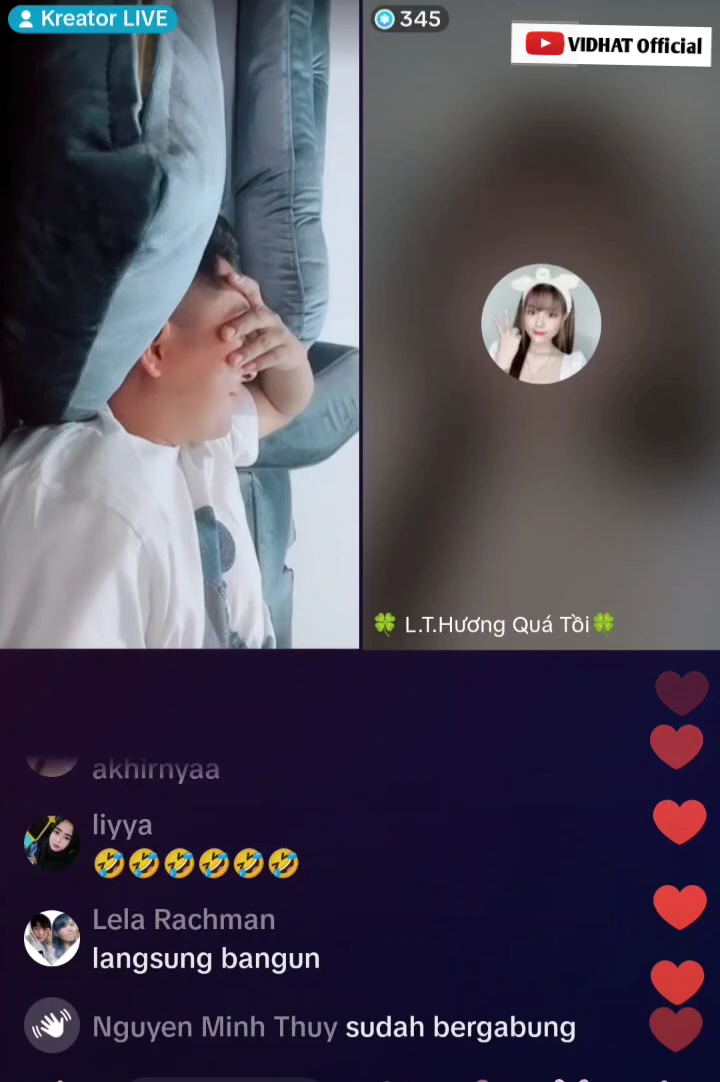 Kreator LIVE
345
VIDHAT Official
🍀 L.T.Hương Quá Tồi🍀
akhirnyaa
liyya
🤣🤣🤣🤣🤣🤣
Lela Rachman
langsung bangun
Nguyen Minh Thuy sudah bergabung